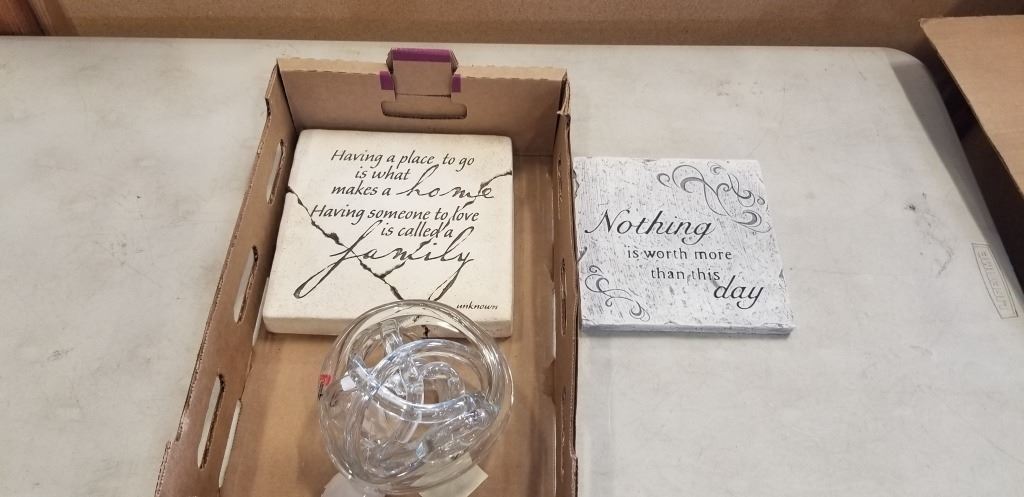 Having a place to go
is what
makes a home
Having someone to love
is called a
family
unknown
Nothing
is worth more
than this
day
LIFETIME